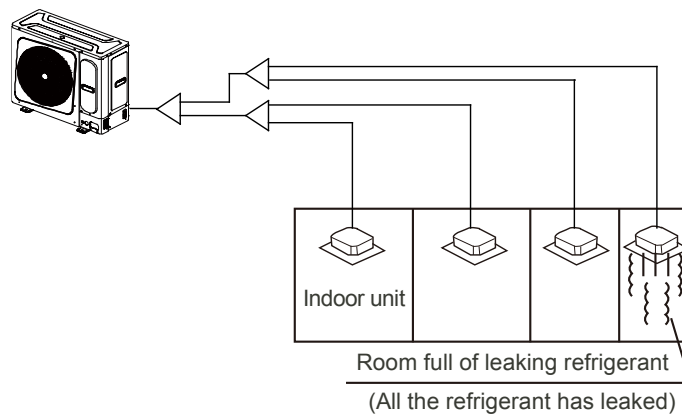 Indoor unit
Room full of leaking refrigerant
(All the refrigerant has leaked)